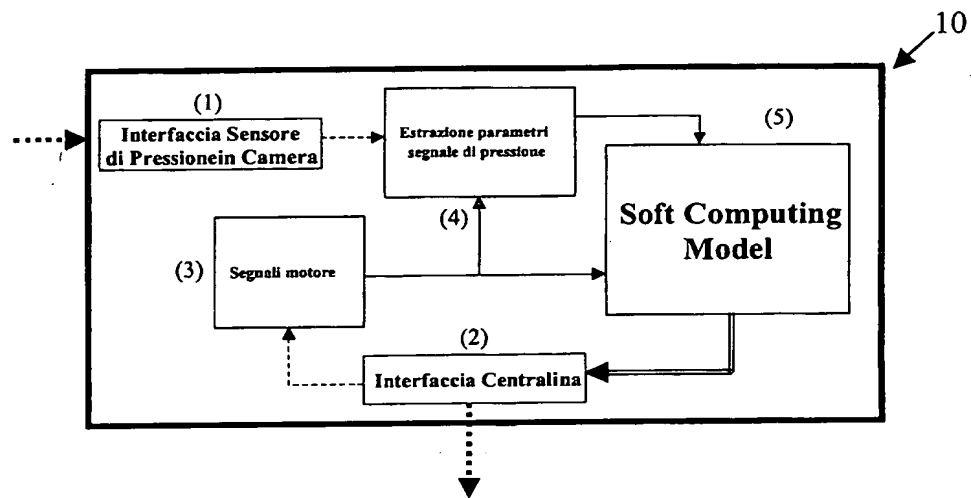 10
(1)
Interfaccia Sensore
di Pressionein Camera
Estrazione parametri
segnale di pressione
(5)
Soft Computing
Model
(4)
(3)
Segnali motore
(2)
Interfaccia Centralina